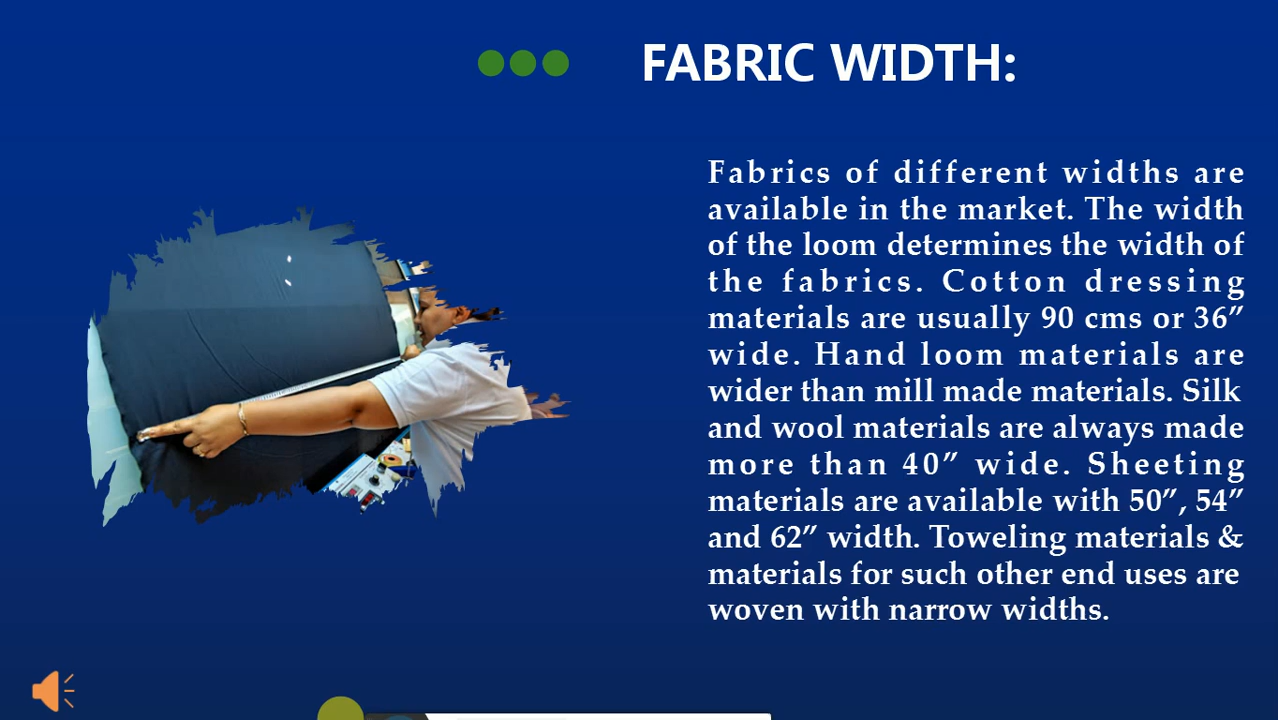 FABRIC WIDTH:
Fabrics of different widths are
available in the market. The width
of the loom determines the width of
the fabrics. Cotton dressing
materials are usually 90 cms or 36”
wide. Hand loom materials are
wider than mill made materials. Silk
and wool materials are always made
more than 40” wide. Sheeting
materials are available with 50”, 54”
and 62” width. Toweling materials &
materials for such other end uses are
woven with narrow widths.